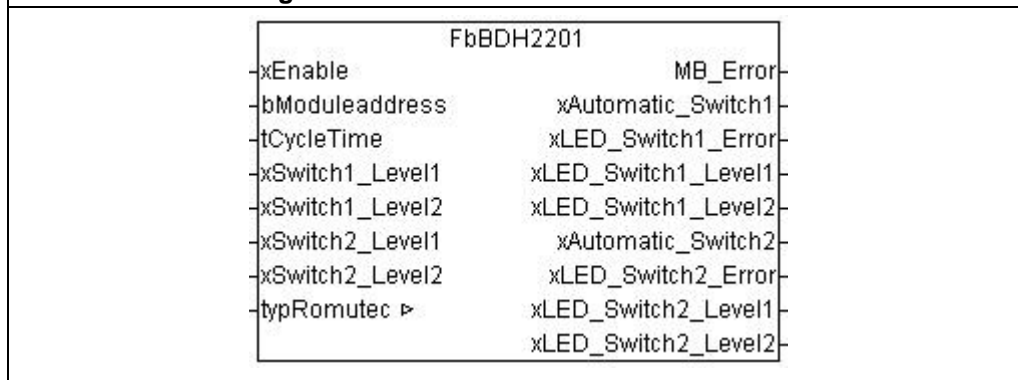 FbBDH2201
xEnable MB_Error
bModuleaddress xAutomatic_Switch1
tCycleTime xLED_Switch1_Error
xSwitch1_Level1 xLED_Switch1_Level1
xSwitch1_Level2 xLED_Switch1_Level2
xSwitch2_Level1 xAutomatic_Switch2
xSwitch2_Level2 xLED_Switch2_Error
typRomutec ▹ xLED_Switch2_Level1
xLED_Switch2_Level2